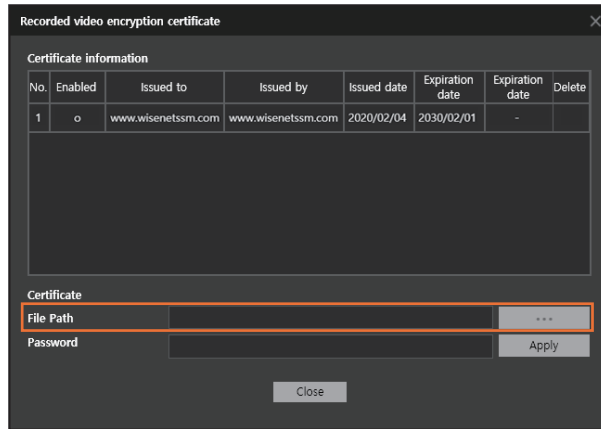 Recorded video encryption certificate
Certificate information
No. Enabled Issued to Issued by Issued date Expiration date Expiration date Delete
1 o www.wisenetssm.com www.wisenetssm.com 2020/02/04 2030/02/01 -
Certificate
File Path ...
Password Apply
Close